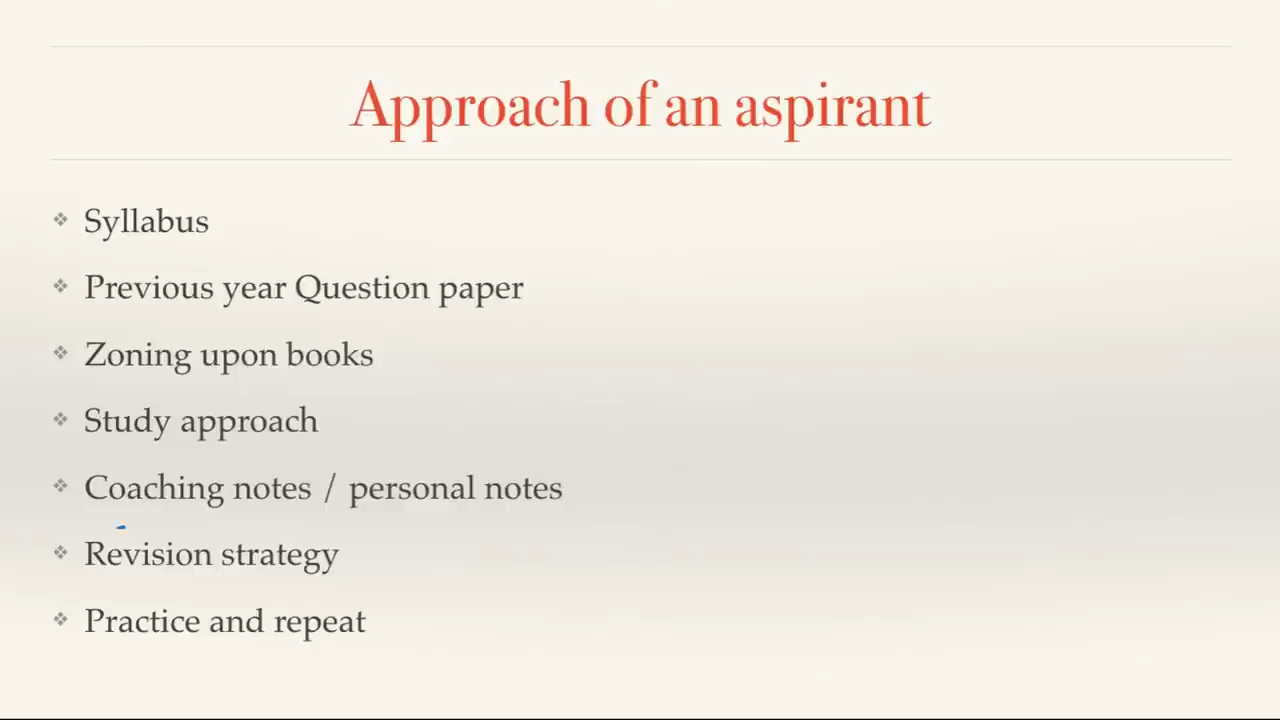 Approach of an aspirant
Syllabus
Previous year Question paper
Zoning upon books
Study approach
Coaching notes / personal notes
Revision strategy
Practice and repeat